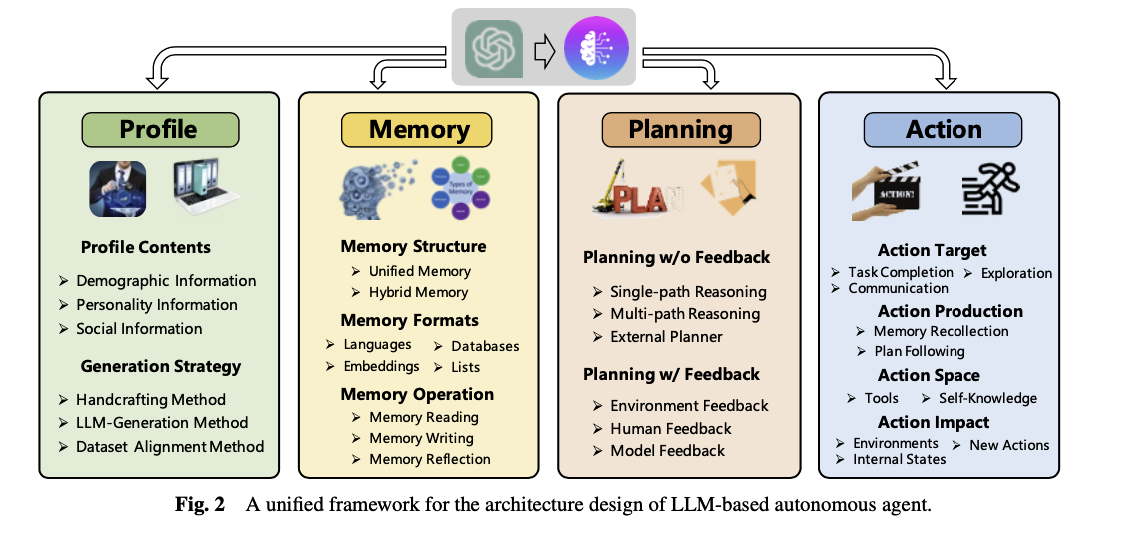 Profile
Profile Contents
➢ Demographic Information
➢ Personality Information
➢ Social Information
Generation Strategy
➢ Handcrafting Method
➢ LLM-Generation Method
➢ Dataset Alignment Method
Memory
Types of
Memory
Memory Structure
➢ Unified Memory
➢ Hybrid Memory
Memory Formats
➢ Languages ➢ Databases
➢ Embeddings ➢ Lists
Memory Operation
➢ Memory Reading
➢ Memory Writing
➢ Memory Reflection
Planning
PLAN
Planning w/o Feedback
➢ Single-path Reasoning
➢ Multi-path Reasoning
➢ External Planner
Planning w/ Feedback
➢ Environment Feedback
➢ Human Feedback
➢ Model Feedback
Action
ACTION!
Action Target
➢ Task Completion ➢ Exploration
➢ Communication
Action Production
➢ Memory Recollection
➢ Plan Following
Action Space
➢ Tools ➢ Self-Knowledge
Action Impact
➢ Environments ➢ New Actions
➢ Internal States
Fig. 2 A unified framework for the architecture design of LLM-based autonomous agent.